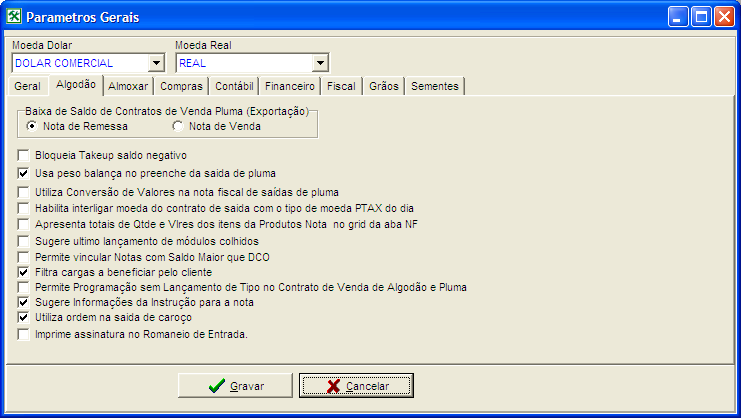 Parametros Gerais
Moeda Dolar Moeda Real
DOLAR COMERCIAL REAL
Geral Algodão Almoxar Compras Contábil Financeiro Fiscal Grãos Sementes
Baixa de Saldo de Contratos de Venda Pluma (Exportação)
Nota de Remessa Nota de Venda
Bloqueia Takeup saldo negativo
Usa peso balança no preenche da saida de pluma
Utiliza Conversão de Valores na nota fiscal de saídas de pluma
Habilita interligar moeda do contrato de saida com o tipo de moeda PTAX do dia
Apresenta totais de Qtde e Vlres dos itens da Produtos Nota no grid da aba NF
Sugere ultimo lançamento de módulos colhidos
Permite vincular Notas com Saldo Maior que DCO
Filtra cargas a beneficiar pelo cliente
Permite Programação sem Lançamento de Tipo no Contrato de Venda de Algodão e Pluma
Sugere Informações da Instrução para a nota
Utiliza ordem na saida de caroço
Imprime assinatura no Romaneio de Entrada.
Gravar Cancelar